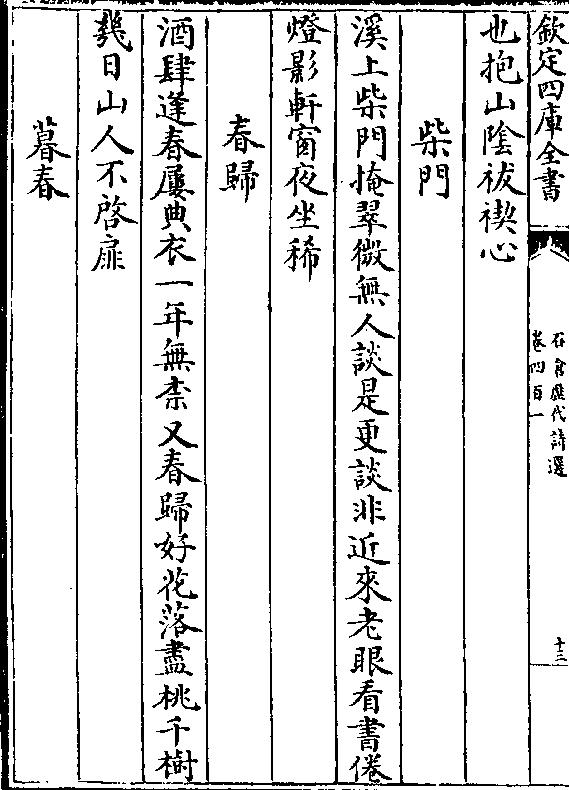 欽定四庫全書
石倉歷代詩選
卷四百一
十三
也抱山陰祓禊心
柴門
溪上柴門掩翠微無人談是更談非近來老眼看書倦
燈影軒窗夜坐稀
春歸
酒肆逢春屢典衣一年無柰又春歸好花落盡桃千樹
幾日山人不啓扉
暮春